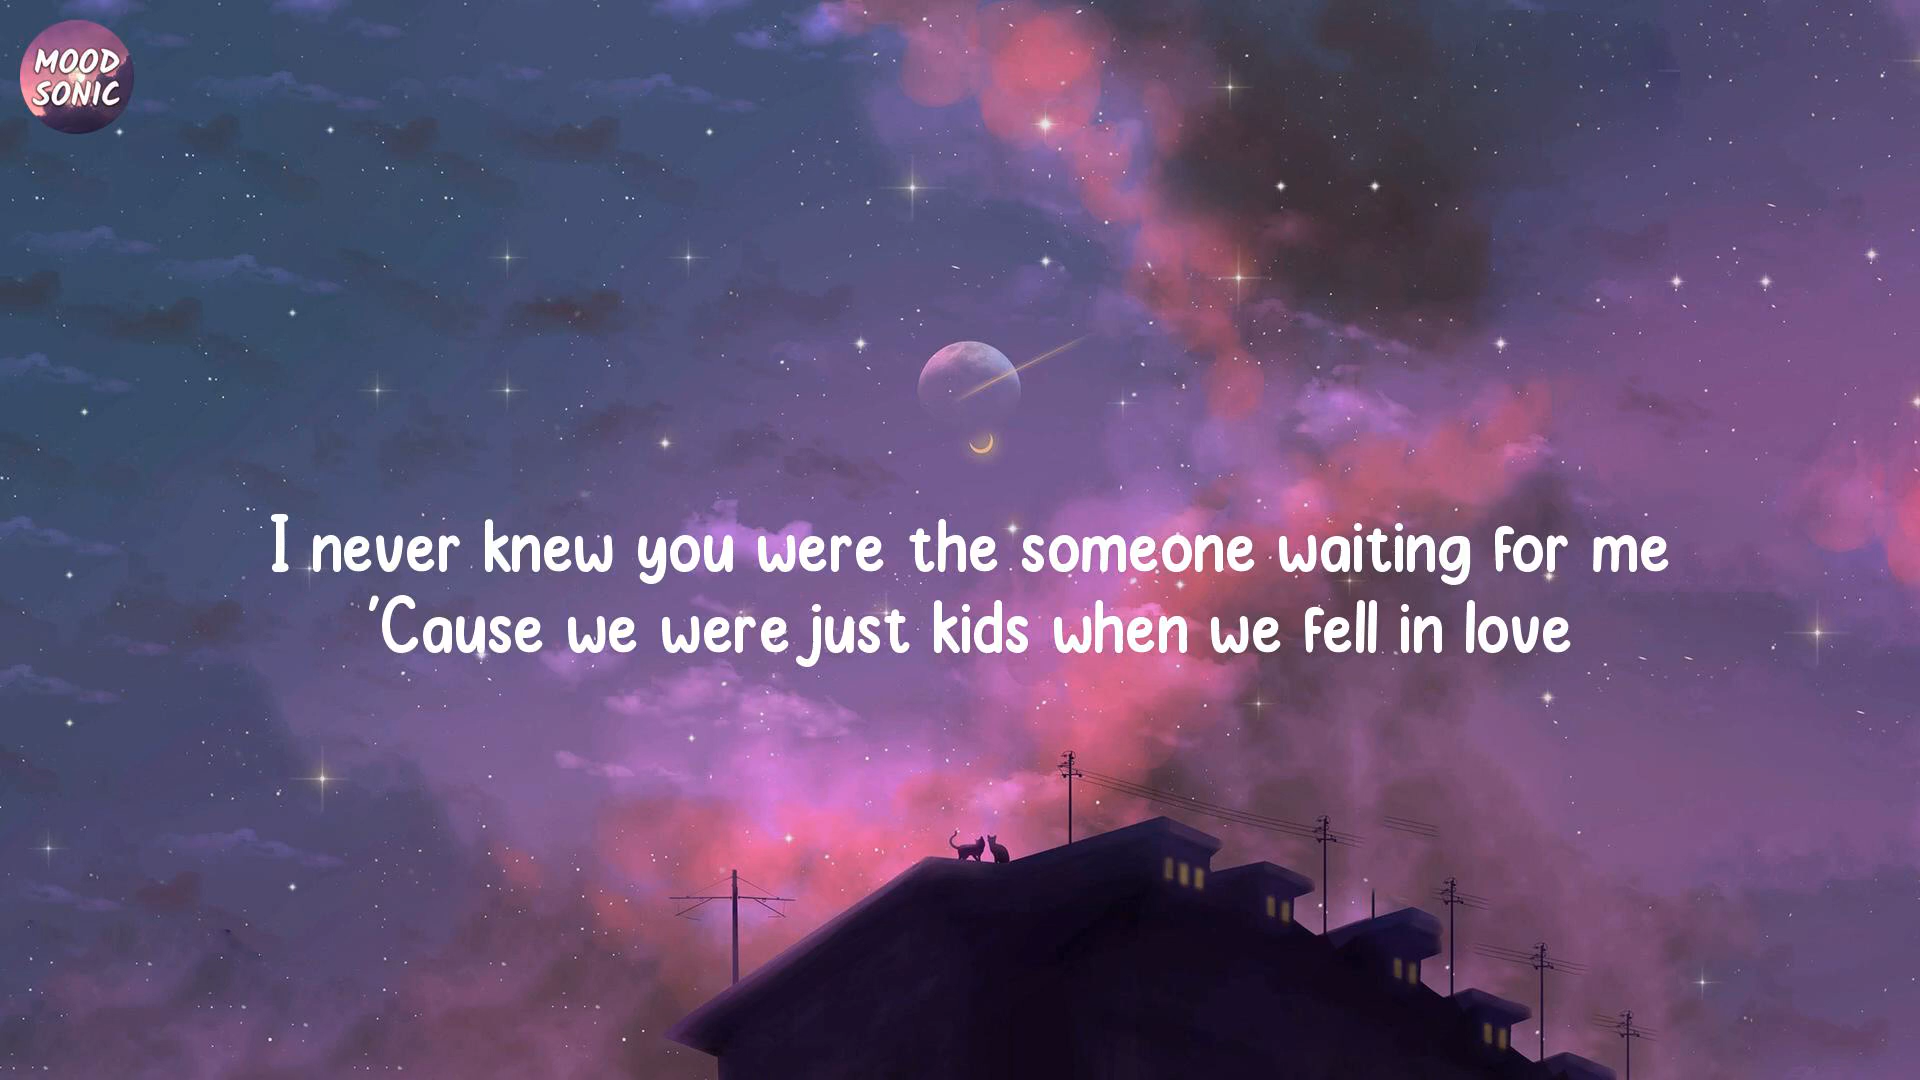 MOOD
SONIC
I never knew you were the someone waiting for me
'Cause we were just kids when we fell in love